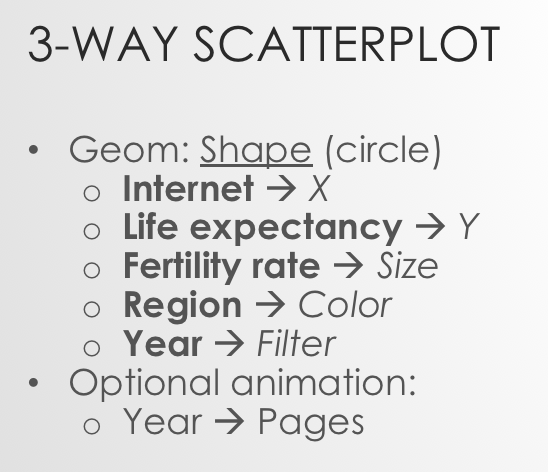 3-WAY SCATTERPLOT
• Geom: Shape (circle)
o Internet → X
o Life expectancy → Y
o Fertility rate → Size
o Region → Color
o Year → Filter
• Optional animation:
o Year → Pages